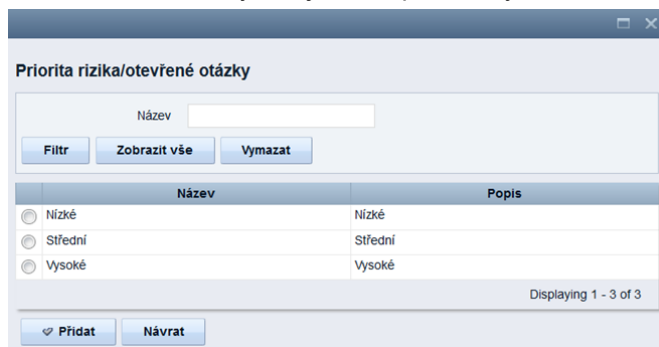 Priorita rizika/otevřené otázky
Název
Filtr Zobrazit vše Vymazat
Název Popis
Nízké Nízké
Střední Střední
Vysoké Vysoké
Displaying 1 - 3 of 3
Přidat Návrat